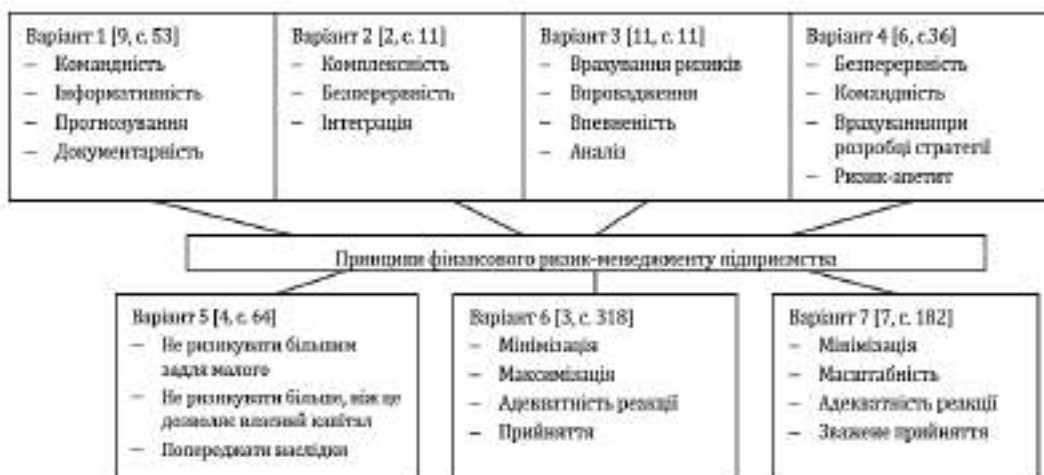 Варіант 1 [9, с. 53]
– Командність
– Інформативність
– Прогнозування
– Документарність
Варіант 2 [2, с. 11]
– Комплексність
– Безперервність
– Інтеграція
Варіант 3 [11, с. 11]
– Врахування ризиків
– Впровадження
– Впевненість
– Аналіз
Варіант 4 [6, с.36]
– Безперервність
– Командність
– Врахуванняпри
розробці стратегії
– Ризик-апетит
Принципи фінансового ризик-менеджменту підприємства
Варіант 5 [4, с. 64]
– Не ризикувати більшим
задля малого
– Не ризикувати більше, ніж це
дозволяє власний капітал
– Попереджати наслідки
Варіант 6 [3, с. 318]
– Мінімізація
– Максимізація
– Адекватність реакції
– Прийняття
Варіант 7 [7, с. 182]
– Мінімізація
– Масштабність
– Адекватність реакції
– Зважене прийняття